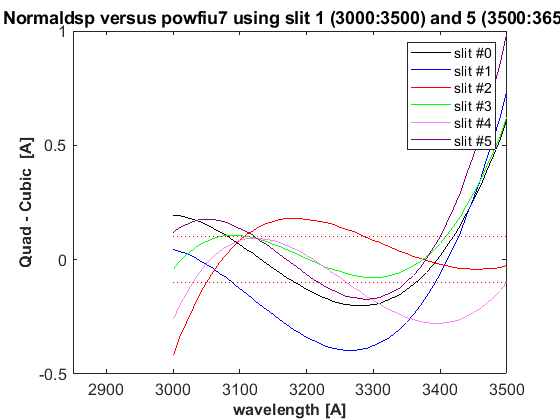 Normaldsp versus powfiu7 using slit 1 (3000:3500) and 5 (3500:365
1
0.5
0
-0.5
Quad - Cubic [A]
slit #0
slit #1
slit #2
slit #3
slit #4
slit #5
2900 3000 3100 3200 3300 3400 3500
wavelength [A]